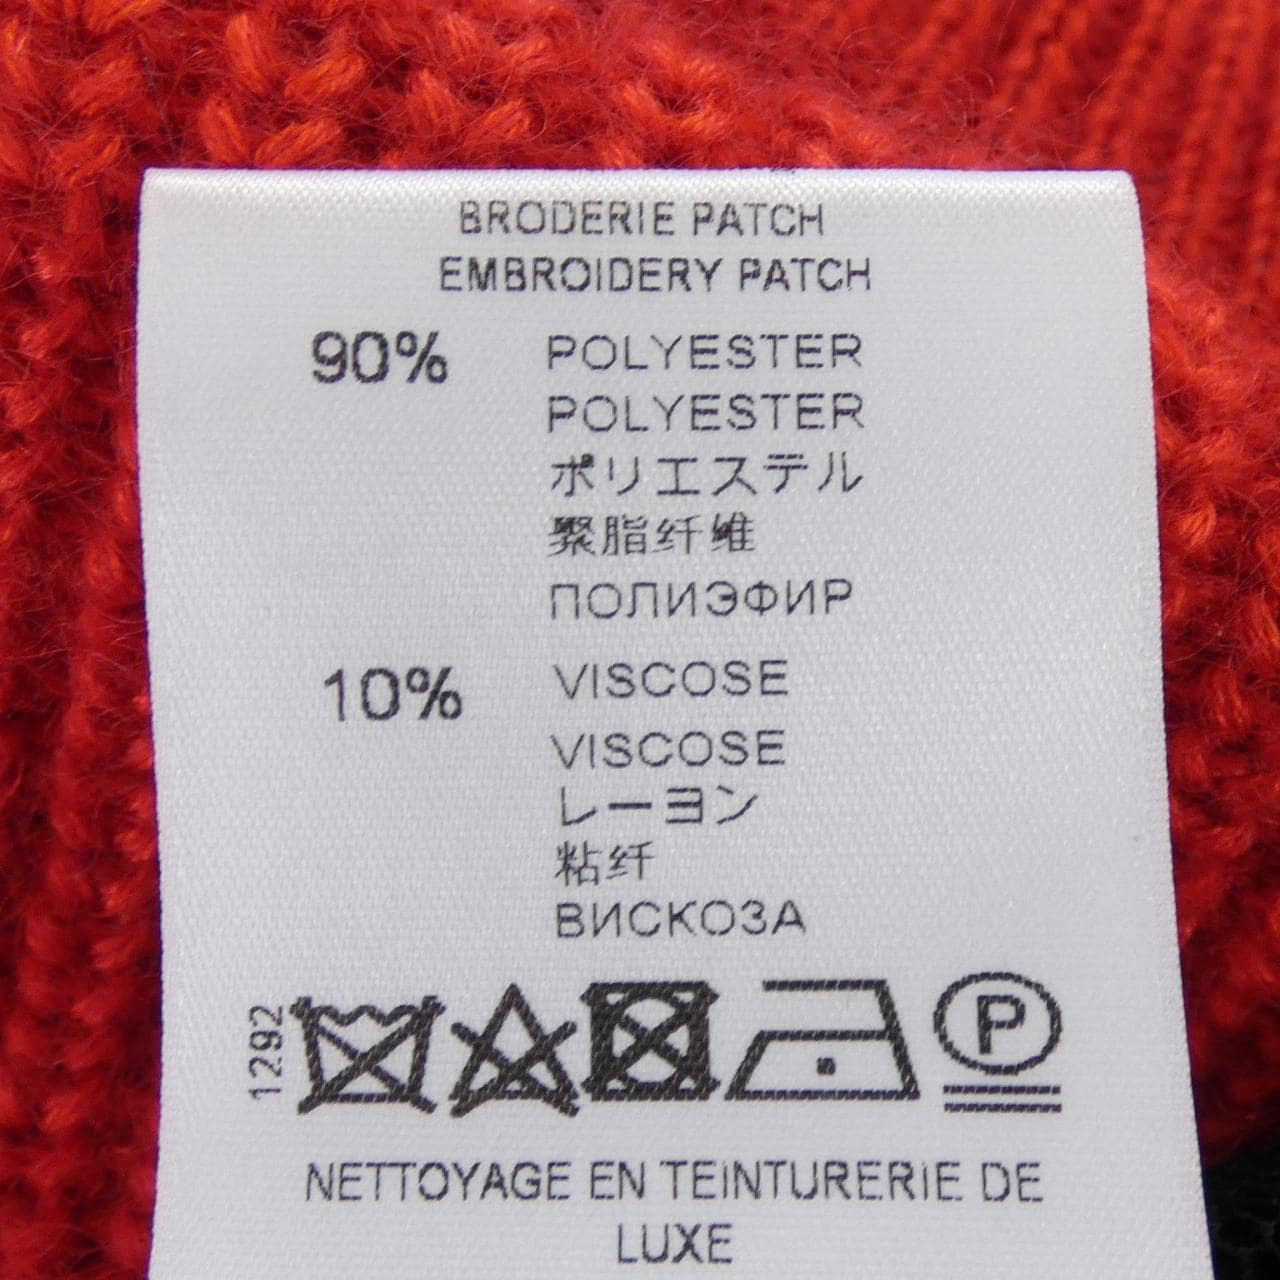 BRODERIE PATCH
EMBROIDERY PATCH
90% POLYESTER
POLYESTER
ポリエステル
聚脂纤维
ПОЛИЭФИР
10% VISCOSE
VISCOSE
レーヨン
粘纤
ВИСКОЗА
1292
P
NETTOYAGE EN TEINTURERIE DE
LUXE